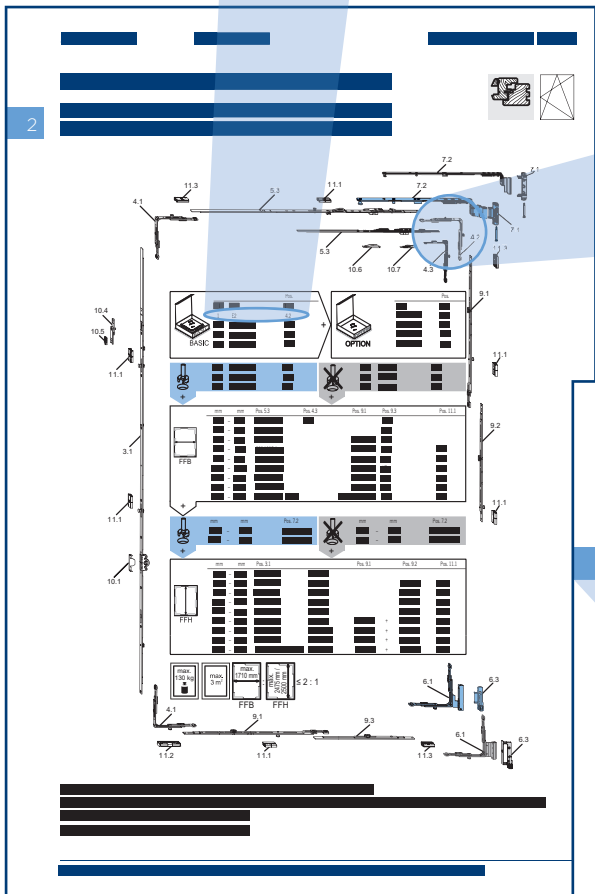 2
7.2
7.1
11.3
5.3
11.1
7.2
4.1
7.1
5.3
4.2
10.6
10.7
4.3
11.3
9.1
Pos.
Pos.
4.2
BASIC
+
OPTION
10.4
10.5
11.1
11.1
+
+
mm
mm
Pos. 5.3
Pos. 4.3
Pos. 9.1
Pos. 9.3
Pos. 11.1
9.2
3.1
FFB
11.1
11.1
+
mm
mm
Pos. 7.2
mm
mm
Pos. 7.2
+
+
10.1
mm
mm
Pos. 3.1
Pos. 9.1
Pos. 9.2
Pos. 11.1
FFH
+
+
+
+
max.
130 kg
max.
3 m²
max.
1710 mm
FFB
:
max.
2475 mm /
2500 mm
FFH
≤ 2 : 1
6.1
6.3
4.1
9.1
9.3
6.1
6.3
11.2
11.1
11.3